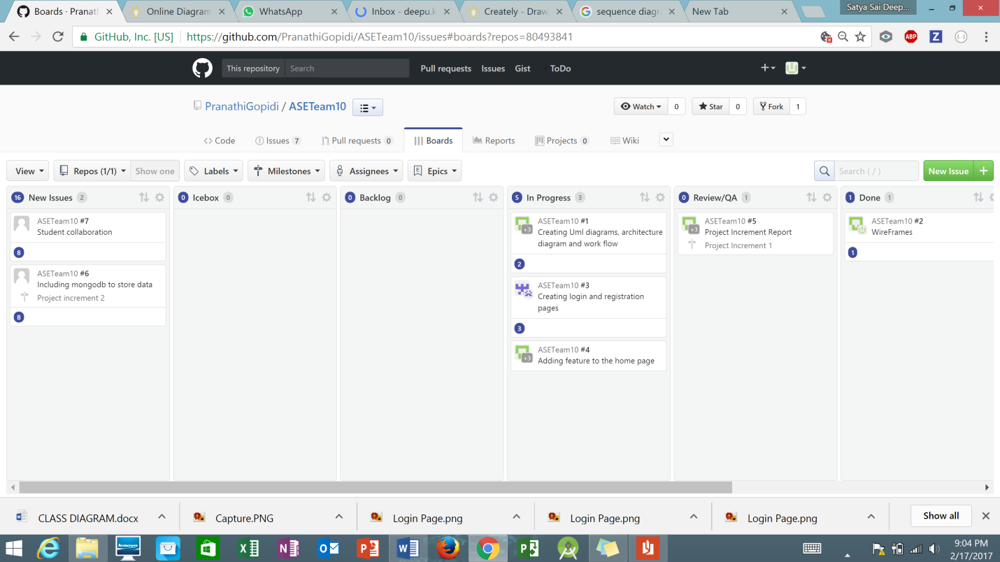 Boards · Pranath
Online Diagram
WhatsApp
Inbox - deepu.k
Creately - Draw
sequence diagra
New Tab
Satya Sai Deep...
GitHub, Inc. [US]
https://github.com/PranathiGopidi/ASETeam10/issues#boards?repos=80493841
ABP
Z
This repository
Search
Pull requests
Issues
Gist
ToDo
PranathiGopidi / ASETeam10
Watch 0
Star 0
Fork 1
Code
Issues 7
Pull requests 0
Boards
Reports
Projects 0
Wiki
View
Repos (1/1)
Show one
Labels
Milestones
Assignees
Epics
Search ( / )
New Issue +
16 New Issues 2
ASETeam10 #7
Student collaboration
8
ASETeam10 #6
Including mongodb to store data
Project increment 2
8
0 Icebox 0
0 Backlog 0
5 In Progress 3
+3
ASETeam10 #1
Creating Uml diagrams, architecture
diagram and work flow
2
ASETeam10 #3
Creating login and registration
pages
3
+3
ASETeam10 #4
Adding feature to the home page
0 Review/QA 1
+3
ASETeam10 #5
Project Increment Report
Project Increment 1
1 Done 1
ASETeam10 #2
WireFrames
1
CLASS DIAGRAM.docx
Capture.PNG
Login Page.png
Login Page.png
Login Page.png
Show all
lenovo
9:04 PM
2/17/2017